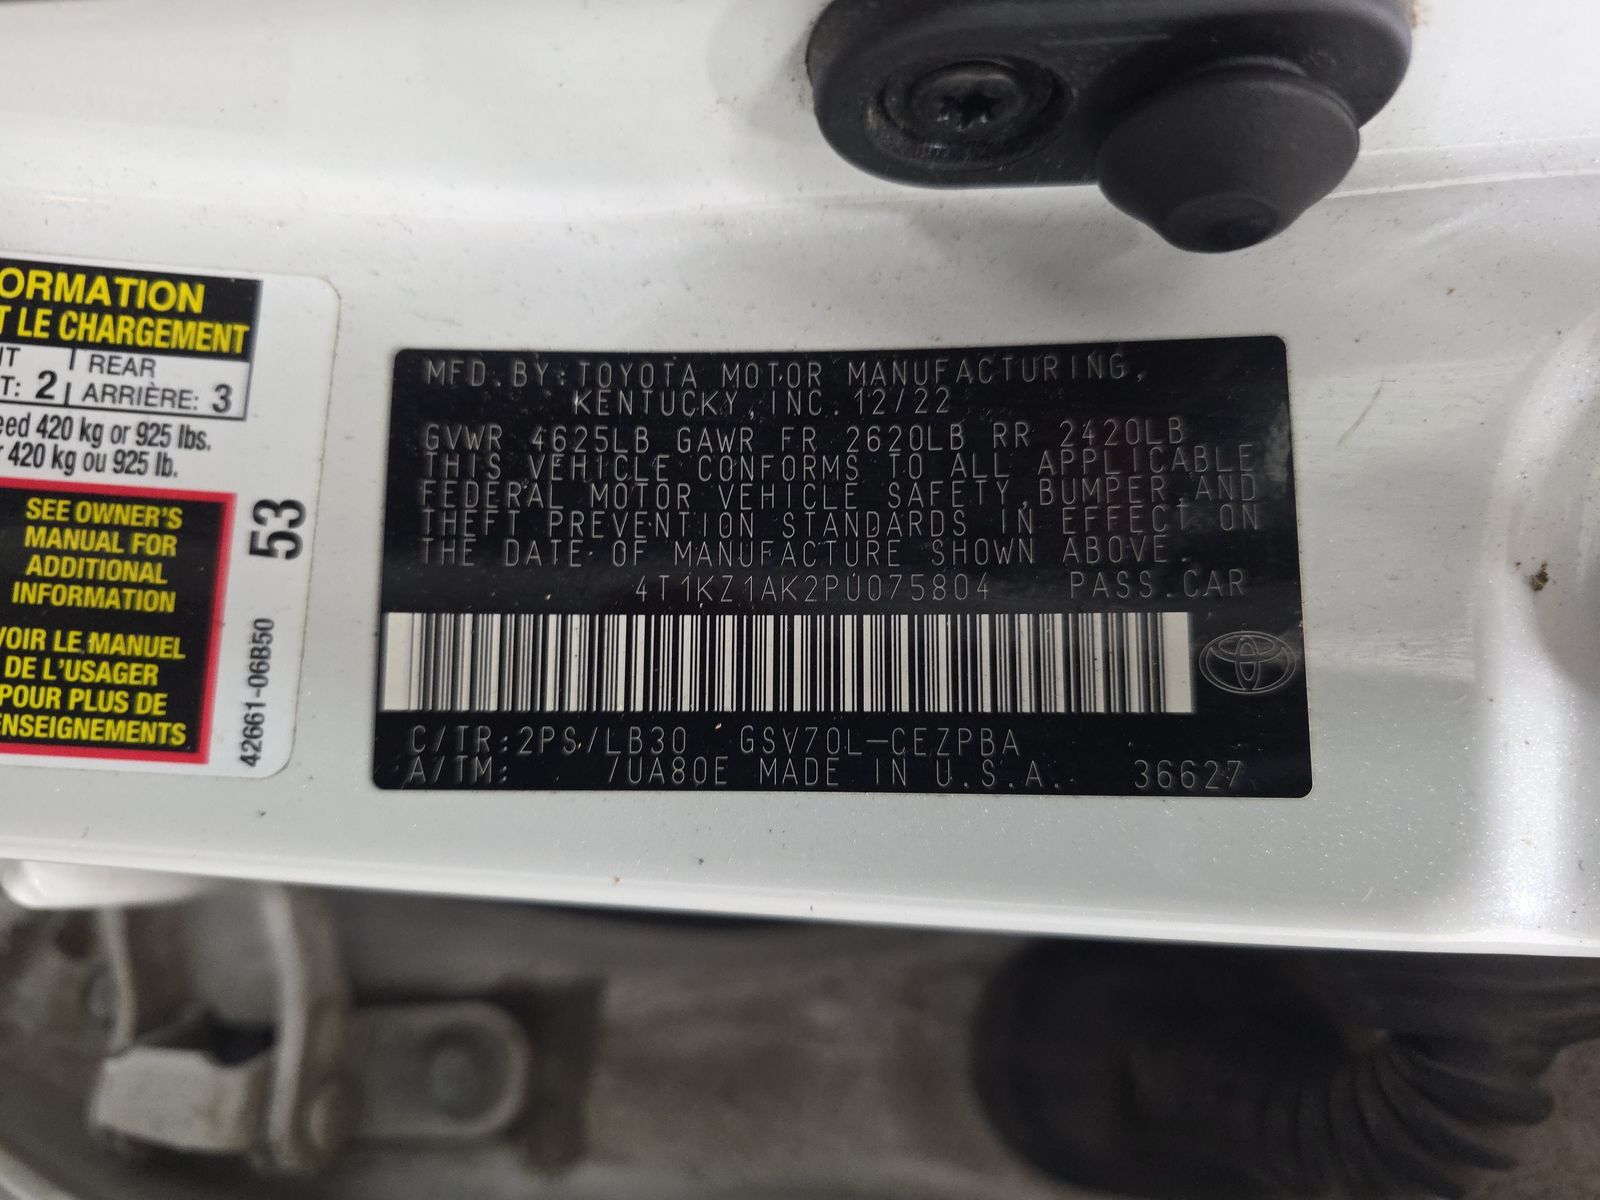 ORMATION
T LE CHARGEMENT
NT | REAR
T: 2 | ARRIÈRE: 3
eed 420 kg or 925 lbs.
r 420 kg ou 925 lb.
SEE OWNER'S
MANUAL FOR
ADDITIONAL
INFORMATION
VOIR LE MANUEL
DE L'USAGER
POUR PLUS DE
ENSEIGNEMENTS
53
42661-06B50
MFD. BY: TOYOTA MOTOR MANUFACTURING,
KENTUCKY, INC. 12/22
GVWR 4625LB GAWR FR 2620LB RR 2420LB
THIS VEHICLE CONFORMS TO ALL APPLICABLE
FEDERAL MOTOR VEHICLE SAFETY, BUMPER, AND
THEFT PREVENTION STANDARDS IN EFFECT ON
THE DATE OF MANUFACTURE SHOWN ABOVE.
4T1KZ1AK2PU075804 PASS. CAR
C/TR: 2PS/LB30 GSV70L-CEZPBA
A/TM: /UA80E MADE IN U.S.A. 36627